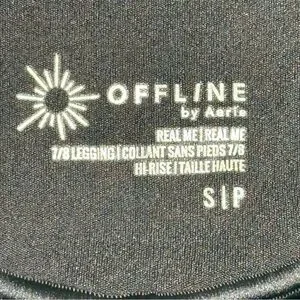 OFFLINE
by Aerie
REAL ME | REAL ME
7/8 LEGGING | COLLANT SANS PIEDS 7/8
HI-RISE | TAILLE HAUTE
S | P